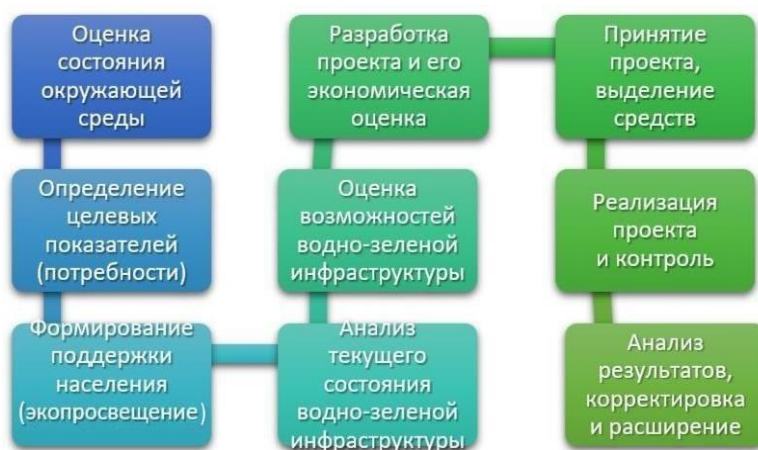 Оценка
состояния
окружающей
среды
Определение
целевых
показателей
(потребности)
Формирование
поддержки
населения
(экопросвещение)
Анализ
текущего
состояния
водно-зеленой
инфраструктуры
Оценка
возможностей
водно-зеленой
инфраструктуры
Разработка
проекта и его
экономическая
оценка
Принятие
проекта,
выделение
средств
Реализация
проекта
и контроль
Анализ
результатов,
корректировка
и расширение